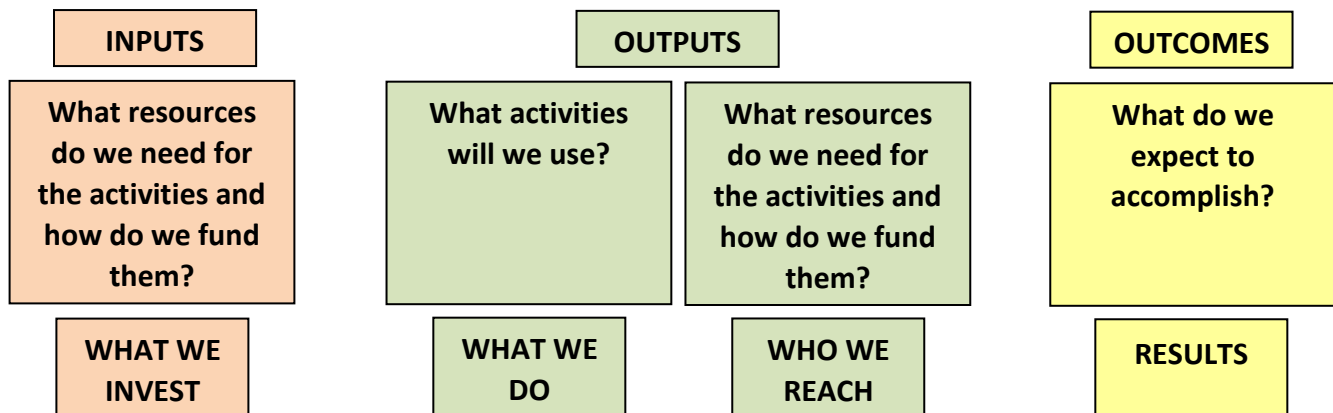 INPUTS
OUTPUTS
OUTCOMES
What resources
do we need for
the activities and
how do we fund
them?
What activities
will we use?
What resources
do we need for
the activities and
how do we fund
them?
What do we
expect to
accomplish?
WHAT WE
INVEST
WHAT WE
DO
WHO WE
REACH
RESULTS